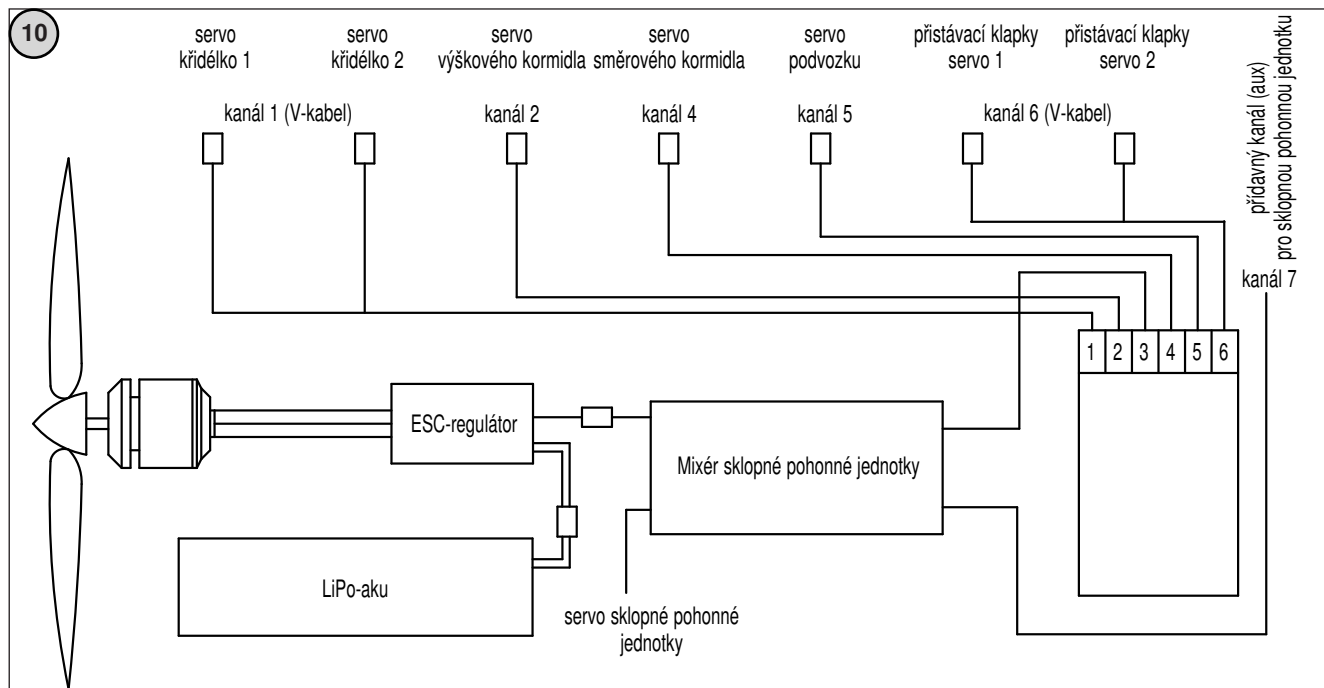 10
servo
křidélko 1
servo
křidélko 2
servo
výškového kormidla
servo
směrového kormidla
servo
podvozku
přistávací klapky
servo 1
přistávací klapky
servo 2
kanál 1 (V-kabel)
kanál 2
kanál 4
kanál 5
kanál 6 (V-kabel)
přídavný kanál (aux)
pro sklopnou pohonnou jednotku
kanál 7
1 2 3 4 5 6
ESC-regulátor
Mixér sklopné pohonné jednotky
LiPo-aku
servo sklopné pohonné
jednotky